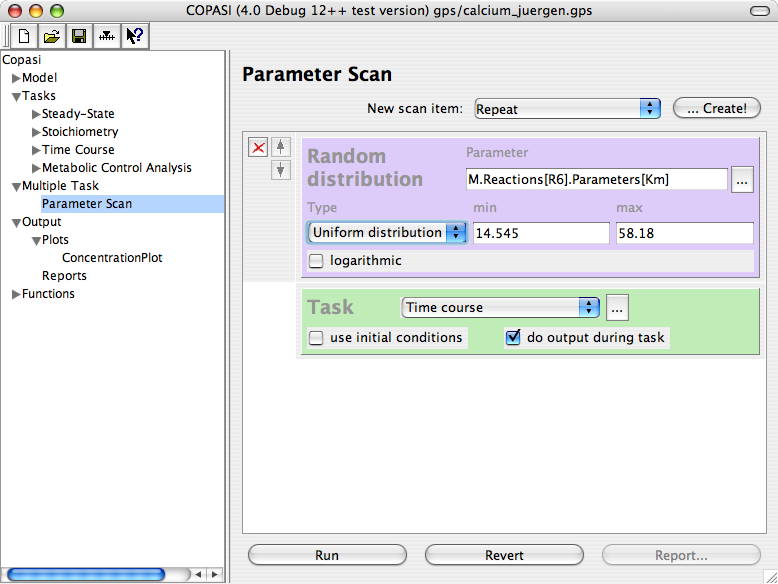 COPASI (4.0 Debug 12++ test version) gps/calcium_juergen.gps
Copasi
Model
Tasks
Steady-State
Stoichiometry
Time Course
Metabolic Control Analysis
Multiple Task
Parameter Scan
Output
Plots
ConcentrationPlot
Reports
Functions
Parameter Scan
New scan item: Repeat ... Create!
Random
distribution
Parameter
M.Reactions[R6].Parameters[Km] ...
Type min max
Uniform distribution 14.545 58.18
logarithmic
Task Time course ...
use initial conditions do output during task
Run Revert Report...